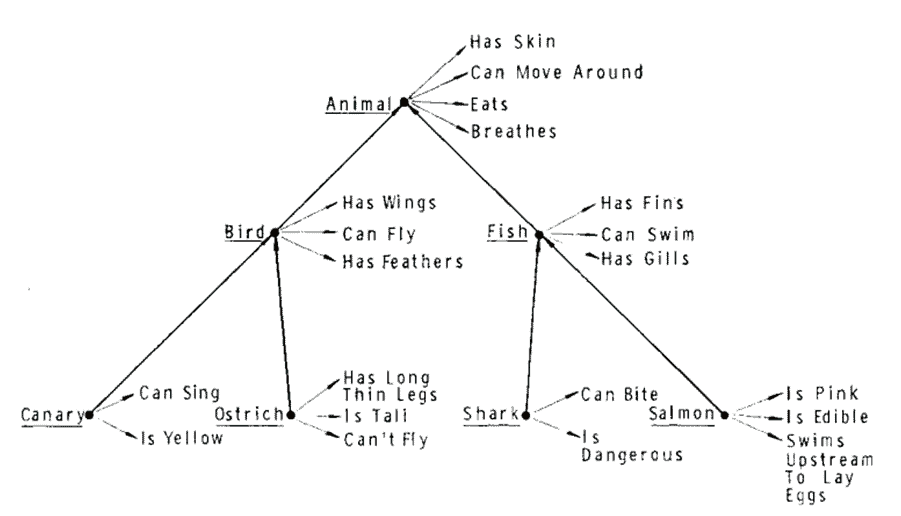 Has Skin
Can Move Around
Animal
Eats
Breathes
Has Wings
Bird
Can Fly
Has Feathers
Has Fins
Fish
Can Swim
Has Gills
Canary
Can Sing
Is Yellow
Ostrich
Has Long
Thin Legs
Is Tall
Can't Fly
Shark
Can Bite
Is
Dangerous
Salmon
Is Pink
Is Edible
Swims
Upstream
To Lay
Eggs